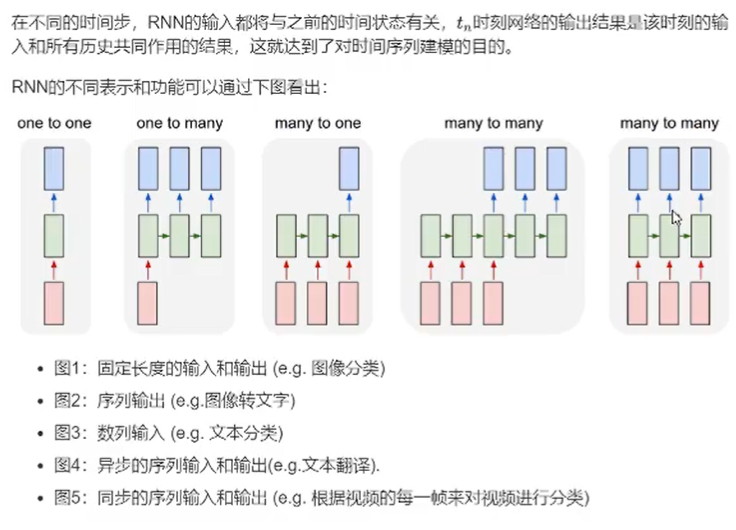 在不同的时间步，RNN的输入都将与之前的时间状态有关，tn时刻网络的输出结果是该时刻的输
入和所有历史共同作用的结果，这就达到了对时间序列建模的目的。
RNN的不同表示和功能可以通过下图看出：
one to one one to many many to one many to many many to many
• 图1：固定长度的输入和输出 (e.g. 图像分类)
• 图2：序列输出 (e.g.图像转文字)
• 图3：数列输入 (e.g. 文本分类)
• 图4：异步的序列输入和输出(e.g.文本翻译).
• 图5：同步的序列输入和输出 (e.g. 根据视频的每一帧来对视频进行分类)